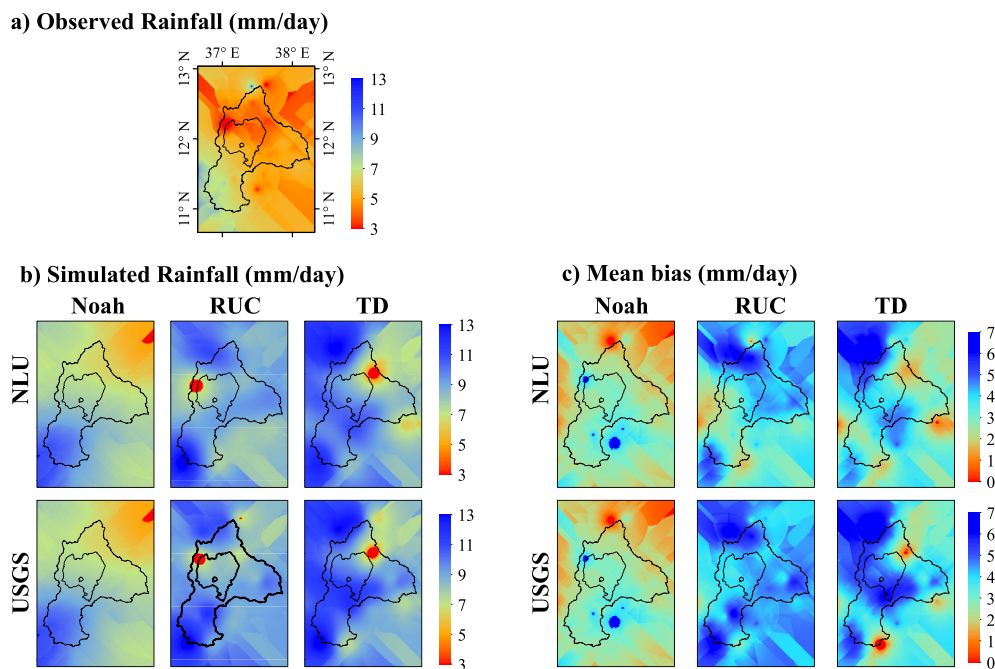 a) Observed Rainfall (mm/day)
37° E 38° E
13° N 13° N
12° N 12° N
11° N 11° N
13
11
9
7
5
3
b) Simulated Rainfall (mm/day)
c) Mean bias (mm/day)
Noah RUC TD
Noah RUC TD
NLU
13
11
9
7
5
3
NLU
7
6
5
4
3
2
1
0
USGS
13
11
9
7
5
3
USGS
7
6
5
4
3
2
1
0